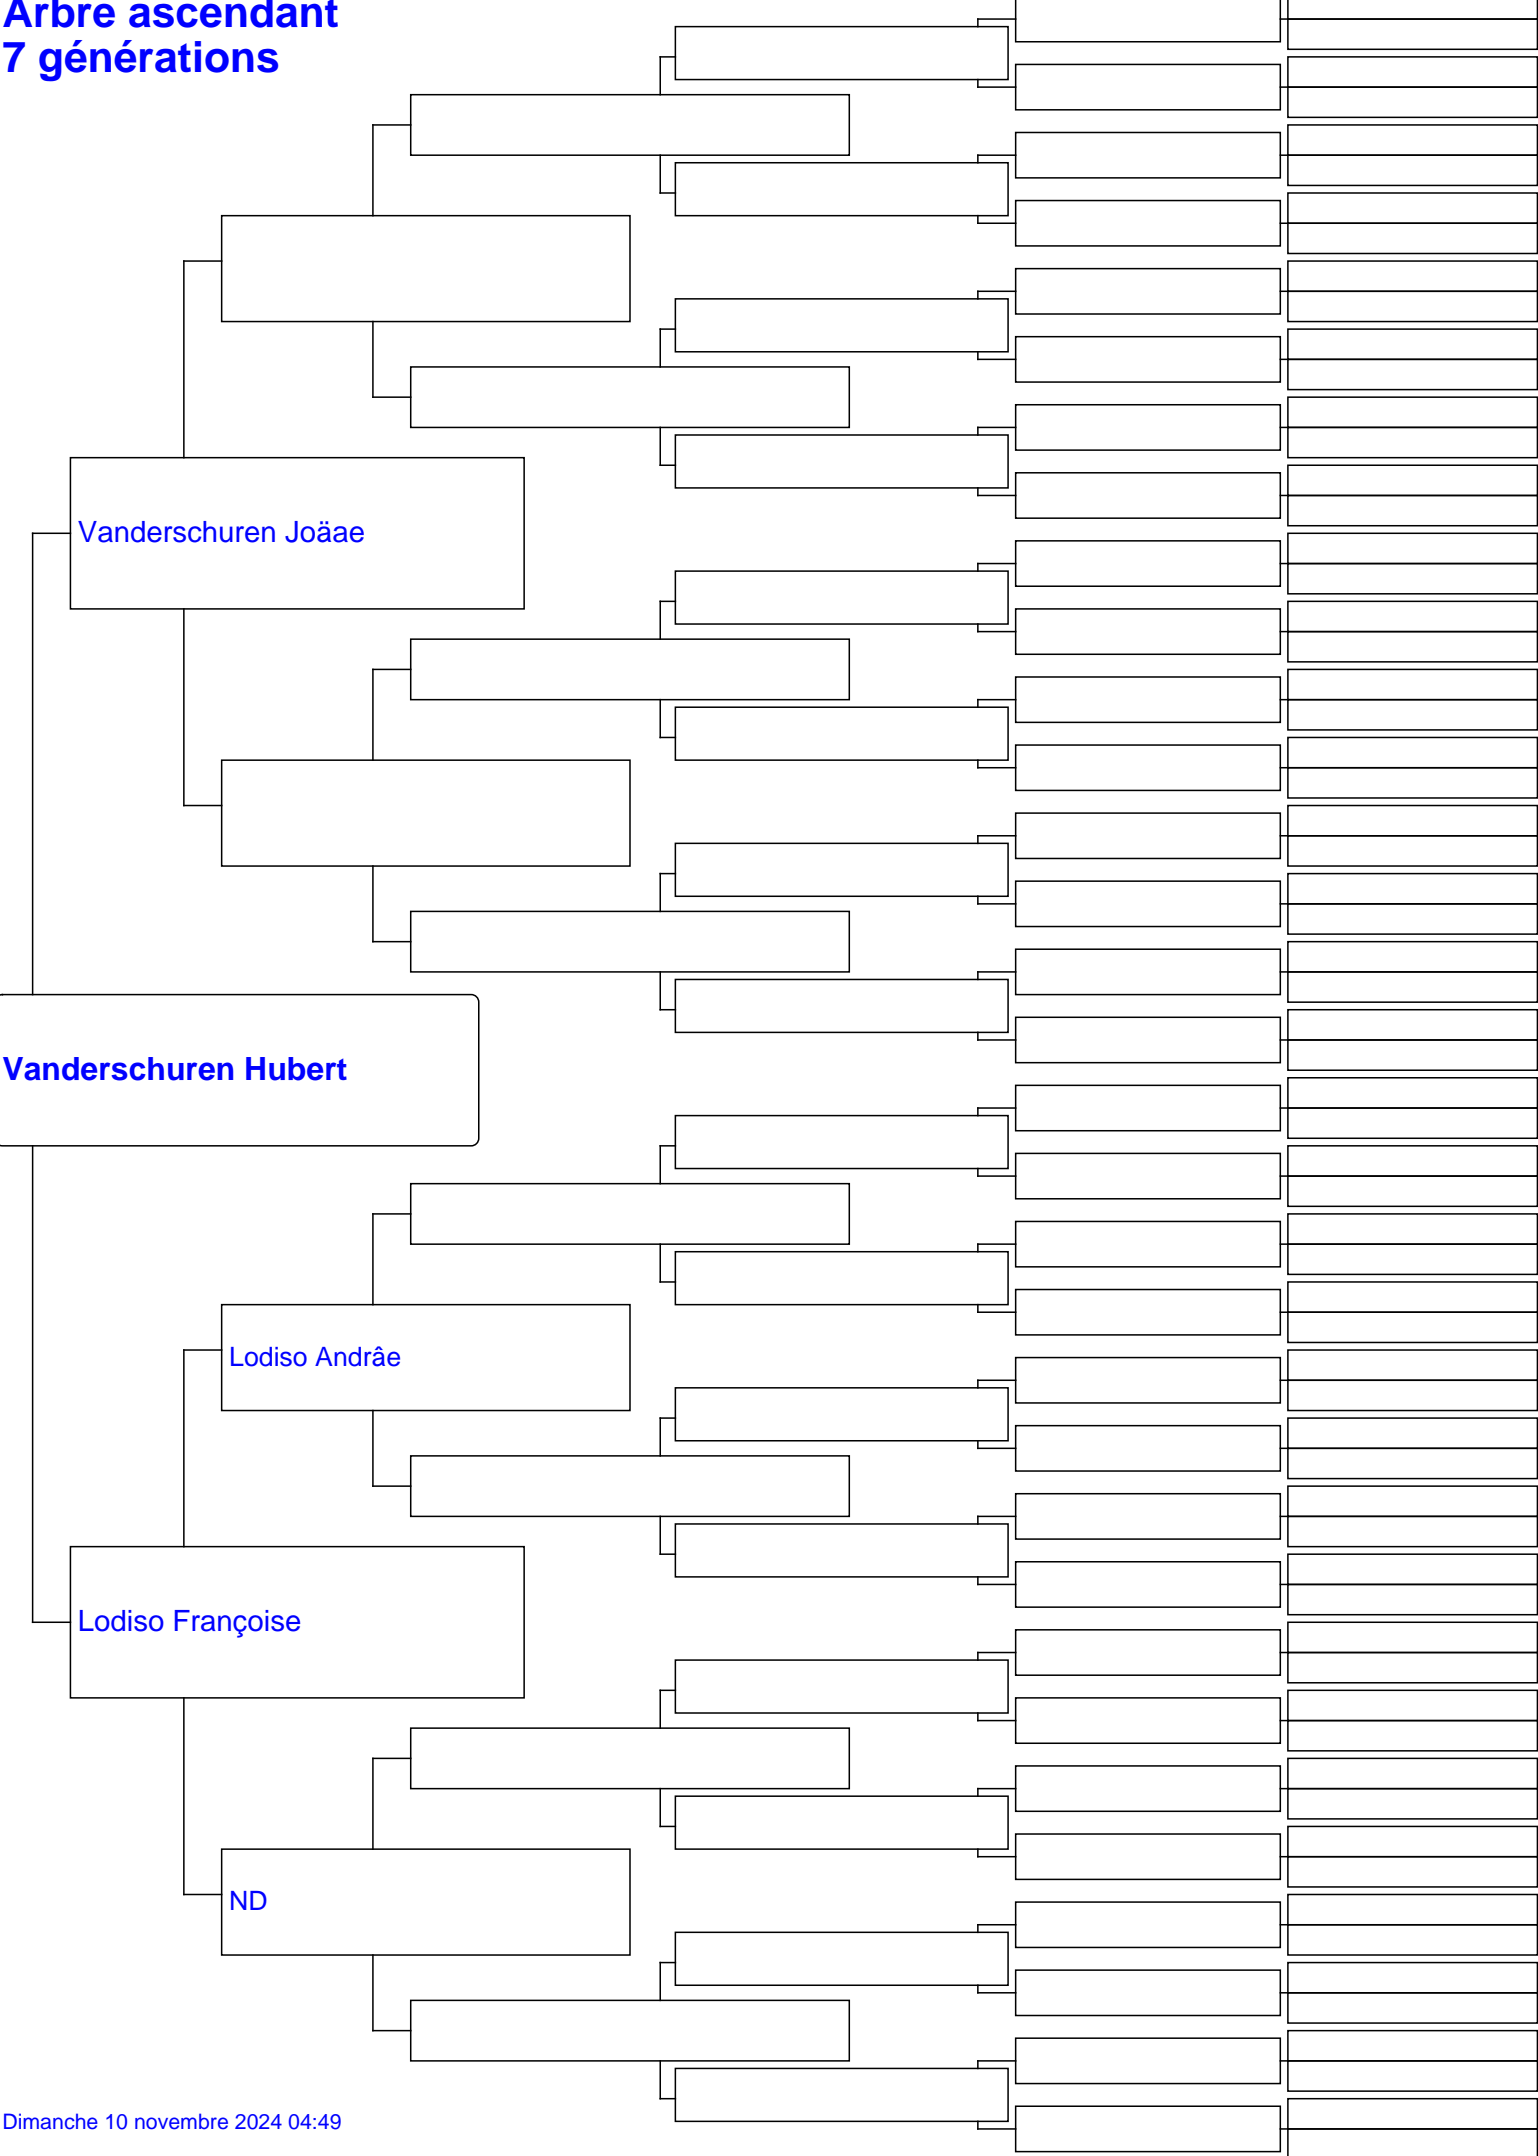 Arbre ascendant
7 générations
Vanderschuren Joäae
Vanderschuren Hubert
Lodiso Andrâe
Lodiso Françoise
ND
Dimanche 10 novembre 2024 04:49